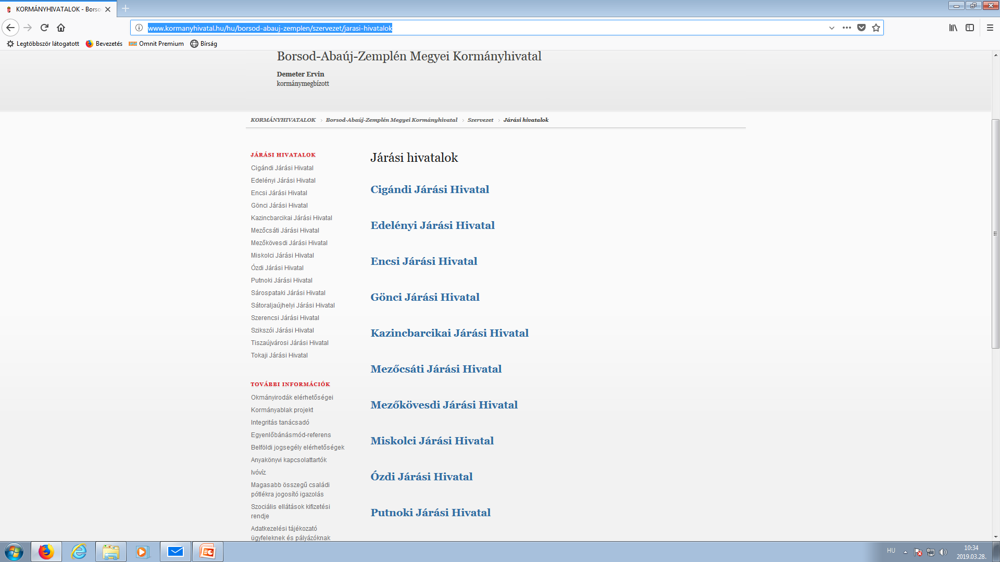 KORMÁNYHIVATALOK - Borso
www.kormanyhivatal.hu/hu/borsod-abauj-zemplen/szervezet/jarasi-hivatalok
Legtöbbször látogatott
Bevezetés
Omnit Premium
Bírság
Borsod-Abaúj-Zemplén Megyei Kormányhivatal
Demeter Ervin
kormánymegbízott
KORMÁNYHIVATALOK > Borsod-Abaúj-Zemplén Megyei Kormányhivatal > Szervezet > Járási hivatalok
JÁRÁSI HIVATALOK
Cigándi Járási Hivatal
Edelényi Járási Hivatal
Encsi Járási Hivatal
Gönci Járási Hivatal
Kazincbarcikai Járási Hivatal
Mezőcsáti Járási Hivatal
Mezőkövesdi Járási Hivatal
Miskolci Járási Hivatal
Ózdi Járási Hivatal
Putnoki Járási Hivatal
Sárospataki Járási Hivatal
Sátoraljaújhelyi Járási Hivatal
Szerencsi Járási Hivatal
Szikszói Járási Hivatal
Tiszaújvárosi Járási Hivatal
Tokaji Járási Hivatal
TOVÁBBI INFORMÁCIÓK
Okmányirodák elérhetőségei
Kormányablak projekt
Integritás tanácsadó
Egyenlőbánásmód-referens
Belföldi jogsegély elérhetőségek
Anyakönyvi kapcsolattartók
Ivóvíz
Magasabb összegű családi
pótlékra jogosító igazolás
Szociális ellátások kifizetési
rendje
Adatkezelési tájékozató
ügyfeleknek és pályázóknak
Járási hivatalok
Cigándi Járási Hivatal
Edelényi Járási Hivatal
Encsi Járási Hivatal
Gönci Járási Hivatal
Kazincbarcikai Járási Hivatal
Mezőcsáti Járási Hivatal
Mezőkövesdi Járási Hivatal
Miskolci Járási Hivatal
Ózdi Járási Hivatal
Putnoki Járási Hivatal
HU
10:34
2019.03.28.